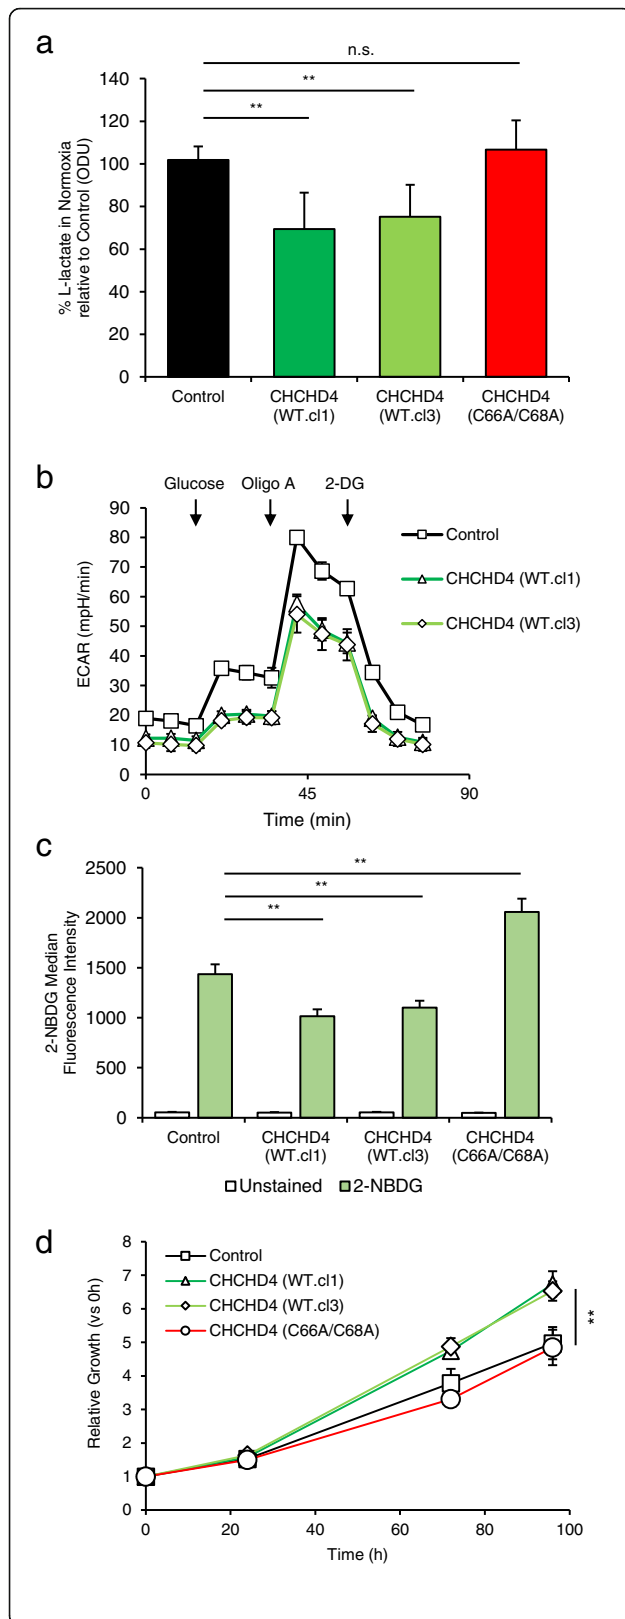 a
n.s.
**
**
140
120
100
80
60
40
20
0
% L-lactate in Normoxia
relative to Control (ODU)
Control
CHCHD4
(WT.cl1)
CHCHD4
(WT.cl3)
CHCHD4
(C66A/C68A)
b
Glucose
Oligo A
2-DG
90
80
70
60
50
40
30
20
10
0
ECAR (mpH/min)
Control
CHCHD4 (WT.cl1)
CHCHD4 (WT.cl3)
0
45
90
Time (min)
c
**
**
**
2500
2000
1500
1000
500
0
2-NBDG Median
Fluorescence Intensity
Control
CHCHD4
(WT.cl1)
CHCHD4
(WT.cl3)
CHCHD4
(C66A/C68A)
Unstained
2-NBDG
d
8
7
6
5
4
3
2
1
0
Relative Growth (vs 0h)
Control
CHCHD4 (WT.cl1)
CHCHD4 (WT.cl3)
CHCHD4 (C66A/C68A)
**
0
20
40
60
80
100
Time (h)